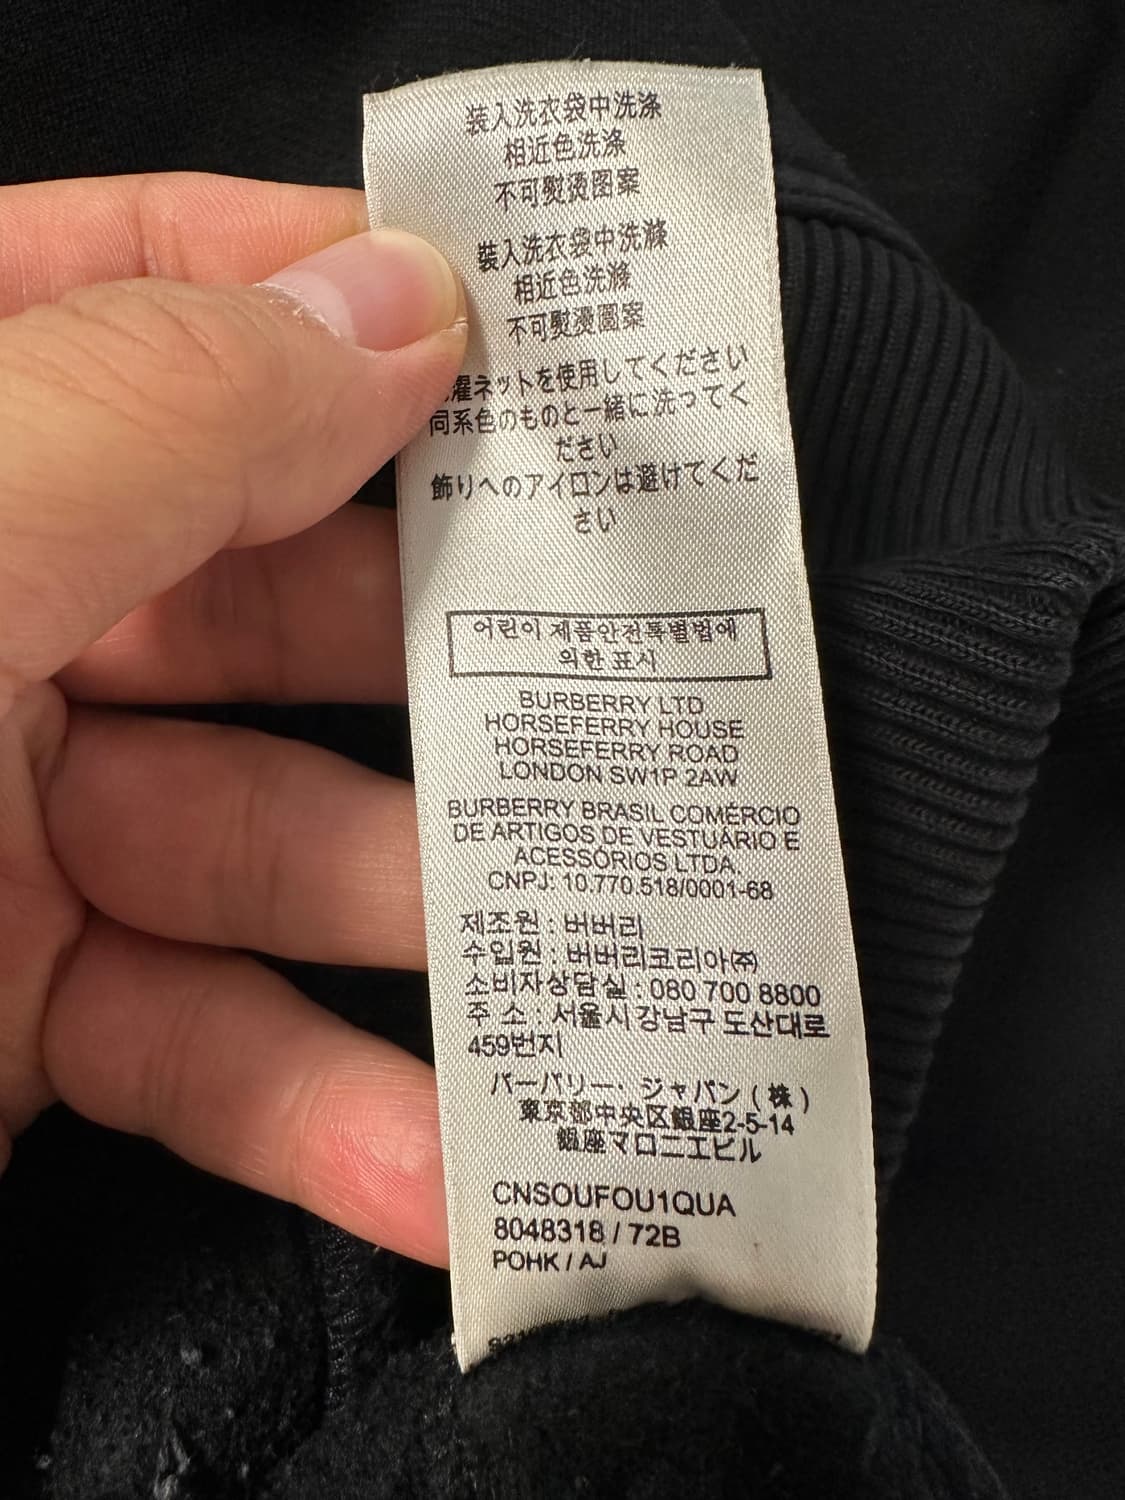 装入洗衣袋中洗涤
相近色洗涤
不可熨烫图案
裝入洗衣袋中洗滌
相近色洗滌
不可熨燙圖案
濯ネットを使用してください
同系色のものと一緒に洗ってく
ださい
飾りへのアイロンは避けてくだ
さい
어린이제품안전특별법에
의한 표시
BURBERRY LTD
HORSEFERRY HOUSE
HORSEFERRY ROAD
LONDON SW1P 2AW
BURBERRY BRASIL COMÉRCIO
DE ARTIGOS DE VESTUÁRIO E
ACESSÓRIOS LTDA.
CNPJ: 10.770.518/0001-68
제조원 : 버버리
수입원 : 버버리코리아㈜
소비자상담실 : 080 700 8800
주 소 : 서울시 강남구 도산대로
459번지
バーバリー・ジャパン (株)
東京都中央区銀座2-5-14
銀座マロニエビル
CNSOUFOU1QUA
8048318 / 72B
POHK / AJ